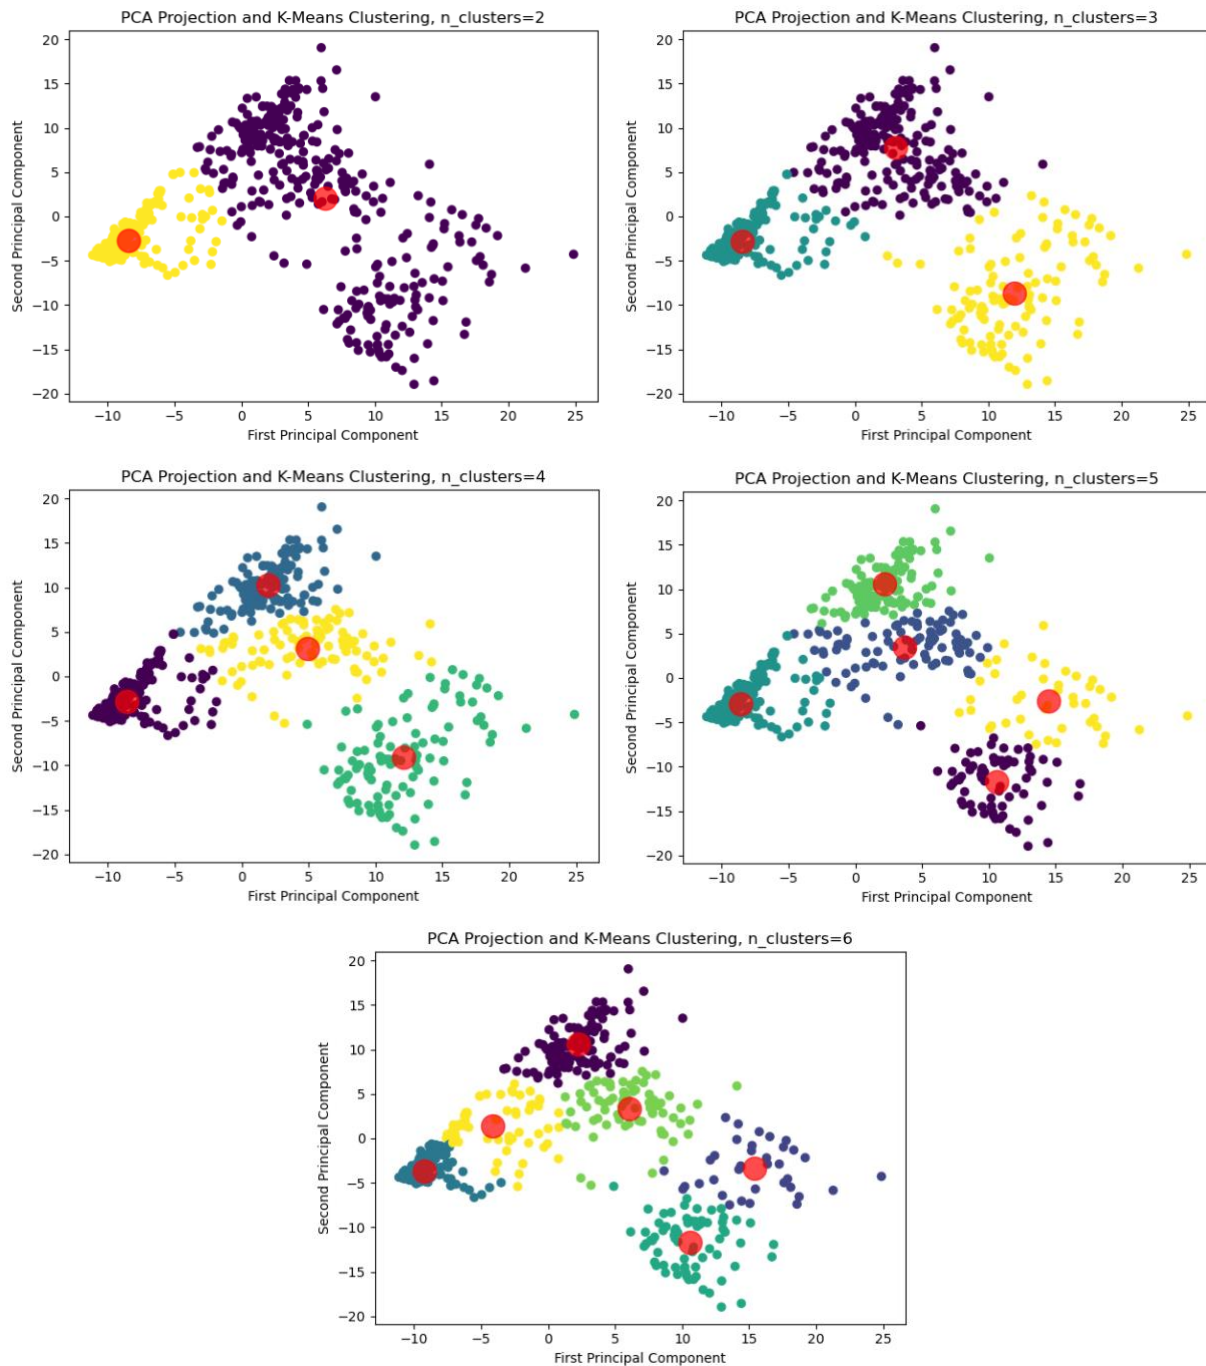 PCA Projection and K-Means Clustering, n_clusters=2
20
15
10
5
0
−5
−10
−15
−20
Second Principal Component
−10 −5 0 5 10 15 20 25
First Principal Component
PCA Projection and K-Means Clustering, n_clusters=3
20
15
10
5
0
−5
−10
−15
−20
Second Principal Component
−10 −5 0 5 10 15 20 25
First Principal Component
PCA Projection and K-Means Clustering, n_clusters=4
20
15
10
5
0
−5
−10
−15
−20
Second Principal Component
−10 −5 0 5 10 15 20 25
First Principal Component
PCA Projection and K-Means Clustering, n_clusters=5
20
15
10
5
0
−5
−10
−15
−20
Second Principal Component
−10 −5 0 5 10 15 20 25
First Principal Component
PCA Projection and K-Means Clustering, n_clusters=6
20
15
10
5
0
−5
−10
−15
−20
Second Principal Component
−10 −5 0 5 10 15 20 25
First Principal Component